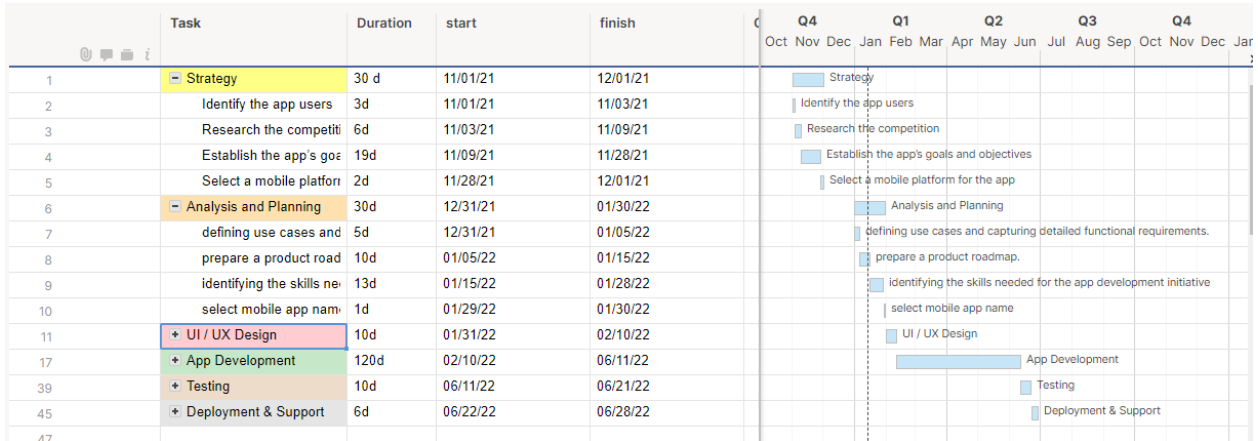 Task Duration start finish
Q4 Q1 Q2 Q3 Q4
Oct Nov Dec Jan Feb Mar Apr May Jun Jul Aug Sep Oct Nov Dec Jan
1 Strategy 30 d 11/01/21 12/01/21 Strategy
2 Identify the app users 3d 11/01/21 11/03/21 Identify the app users
3 Research the competiti 6d 11/03/21 11/09/21 Research the competition
4 Establish the app's goa 19d 11/09/21 11/28/21 Establish the app's goals and objectives
5 Select a mobile platforr 2d 11/28/21 12/01/21 Select a mobile platform for the app
6 Analysis and Planning 30d 12/31/21 01/30/22 Analysis and Planning
7 defining use cases and 5d 12/31/21 01/05/22 defining use cases and capturing detailed functional requirements.
8 prepare a product road 10d 01/05/22 01/15/22 prepare a product roadmap.
9 identifying the skills ne 13d 01/15/22 01/28/22 identifying the skills needed for the app development initiative
10 select mobile app nam 1d 01/29/22 01/30/22 select mobile app name
11 UI / UX Design 10d 01/31/22 02/10/22 UI / UX Design
17 App Development 120d 02/10/22 06/11/22 App Development
39 Testing 10d 06/11/22 06/21/22 Testing
45 Deployment & Support 6d 06/22/22 06/28/22 Deployment & Support
47